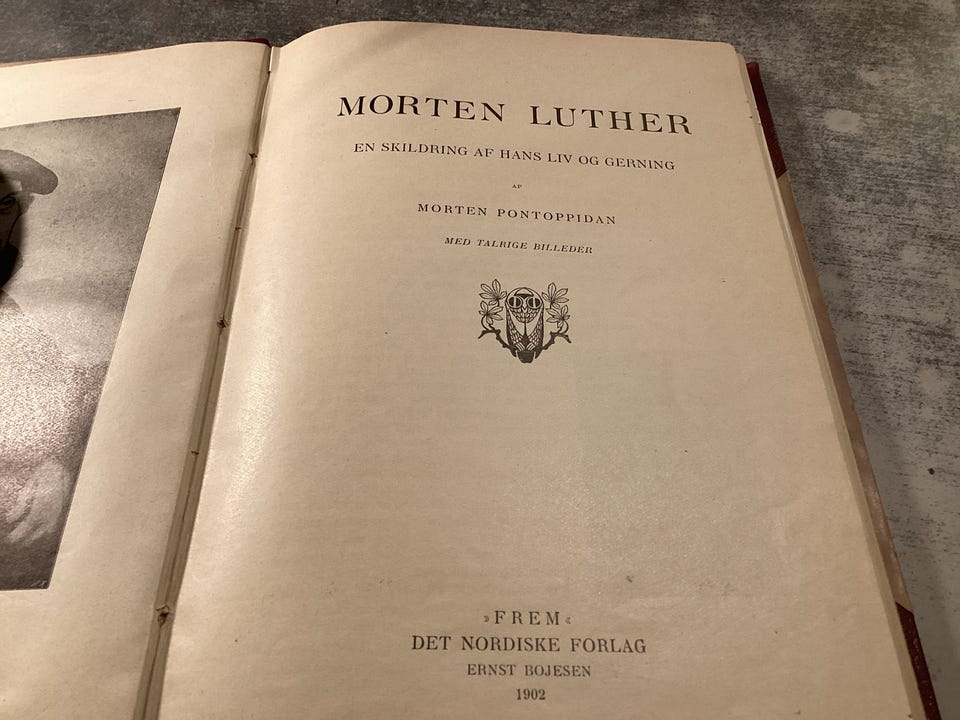 MORTEN LUTHER
EN SKILDRING AF HANS LIV OG GERNING
AF
MORTEN PONTOPPIDAN
MED TALRIGE BILLEDER
»FREM«
DET NORDISKE FORLAG
ERNST BOJESEN
1902